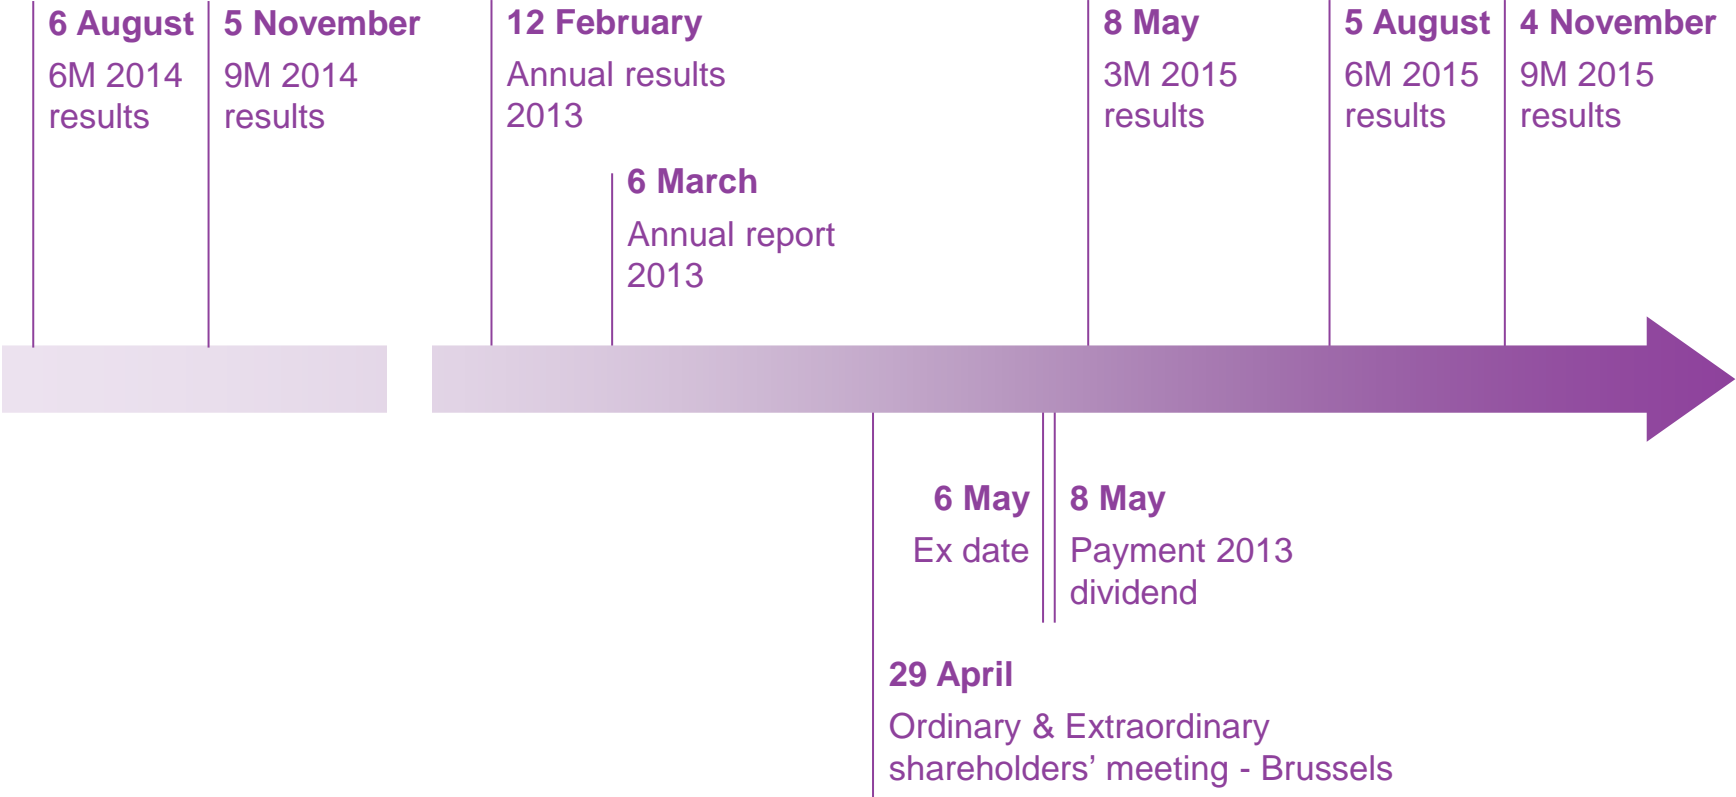 6 August
6M 2014
results
5 November
9M 2014
results
12 February
Annual results
2013
6 March
Annual report
2013
8 May
3M 2015
results
5 August
6M 2015
results
4 November
9M 2015
results
6 May
Ex date
8 May
Payment 2013
dividend
29 April
Ordinary & Extraordinary
shareholders’ meeting - Brussels